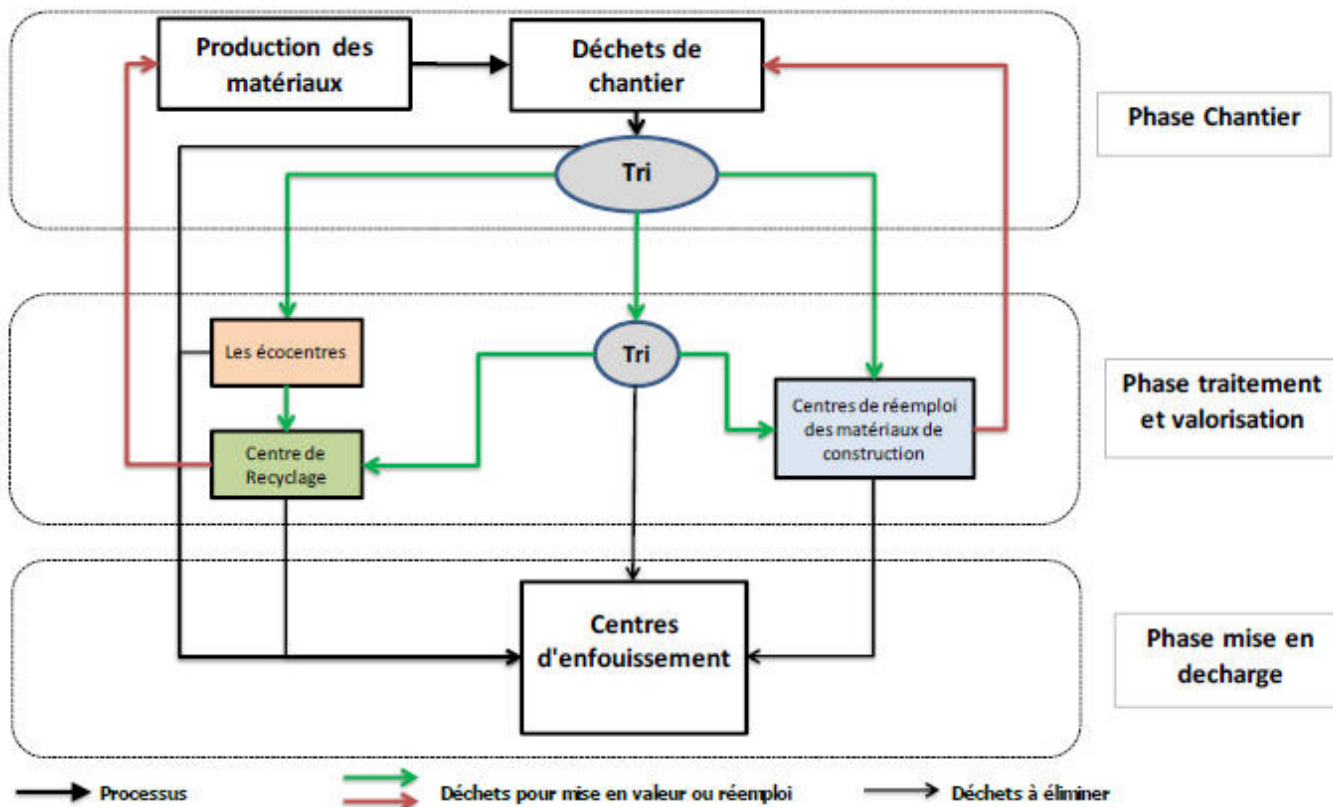 Production des
matériaux
Déchets de
chantier
Phase Chantier
Tri
Les écocentres
Tri
Centres de réemploi
des matériaux de
construction
Phase traitement
et valorisation
Centre de
Recyclage
Centres
d'enfouissement
Phase mise en
decharge
Processus
Déchets pour mise en valeur ou réemploi
Déchets à éliminer